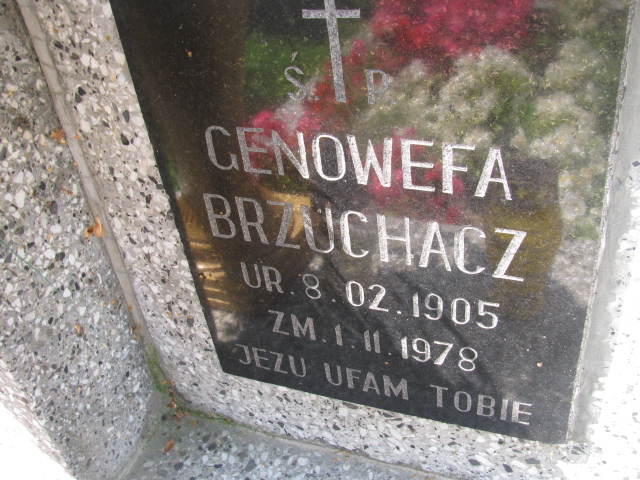 Ś. P.
GENOWEFA
BRZUCHACZ
UR. 8. 02. 1905
ZM. 1. 11. 1978
JEZU UFAM TOBIE